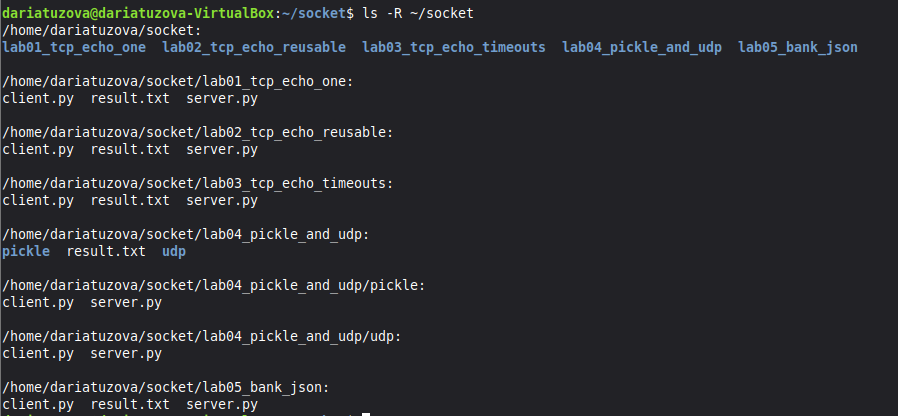 dariatuzova@dariatuzova-VirtualBox:~/socket$ ls -R ~/socket
/home/dariatuzova/socket:
lab01_tcp_echo_one  lab02_tcp_echo_reusable  lab03_tcp_echo_timeouts  lab04_pickle_and_udp  lab05_bank_json
/home/dariatuzova/socket/lab01_tcp_echo_one:
client.py  result.txt  server.py
/home/dariatuzova/socket/lab02_tcp_echo_reusable:
client.py  result.txt  server.py
/home/dariatuzova/socket/lab03_tcp_echo_timeouts:
client.py  result.txt  server.py
/home/dariatuzova/socket/lab04_pickle_and_udp:
pickle  result.txt  udp
/home/dariatuzova/socket/lab04_pickle_and_udp/pickle:
client.py  server.py
/home/dariatuzova/socket/lab04_pickle_and_udp/udp:
client.py  server.py
/home/dariatuzova/socket/lab05_bank_json:
client.py  result.txt  server.py